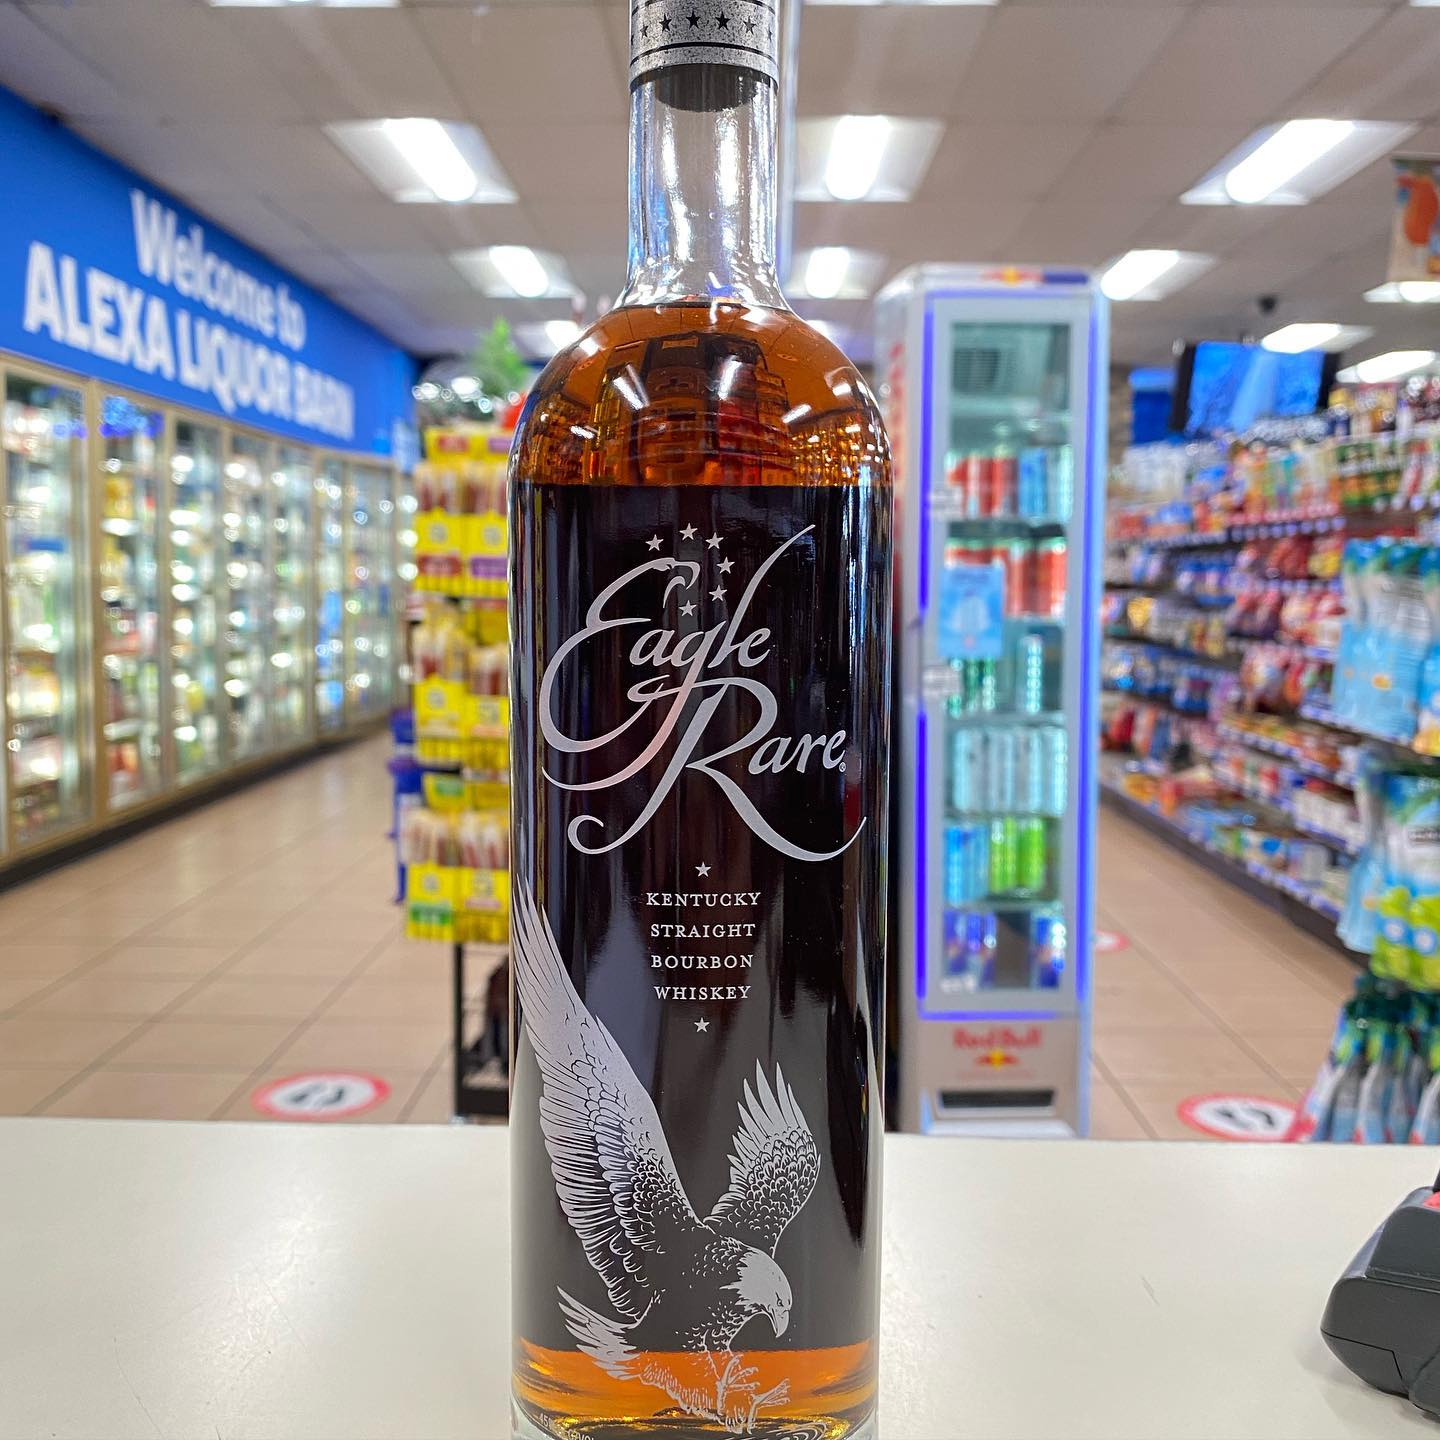 Welcome to
ALEXA LIQUOR BARN
Eagle
Rare
KENTUCKY
STRAIGHT
BOURBON
WHISKEY
Red Bull